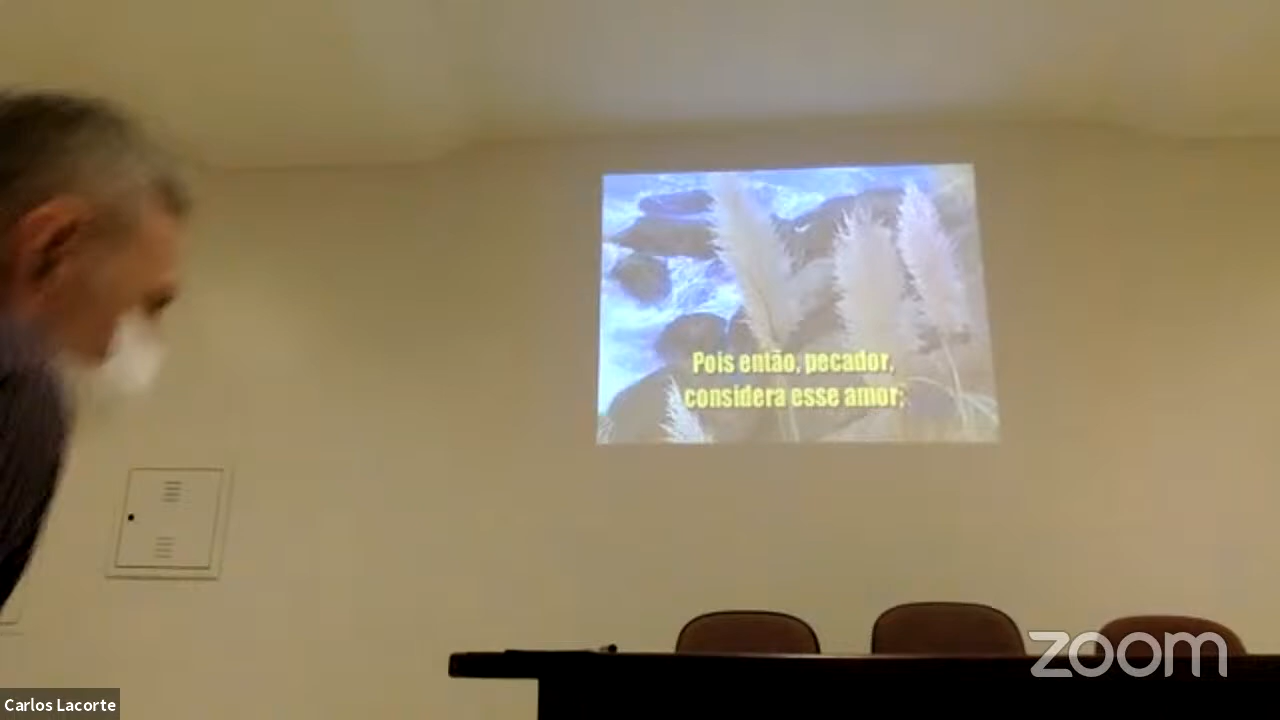 Pois então, pecador,
considera esse amor;
zoom
Carlos Lacorte